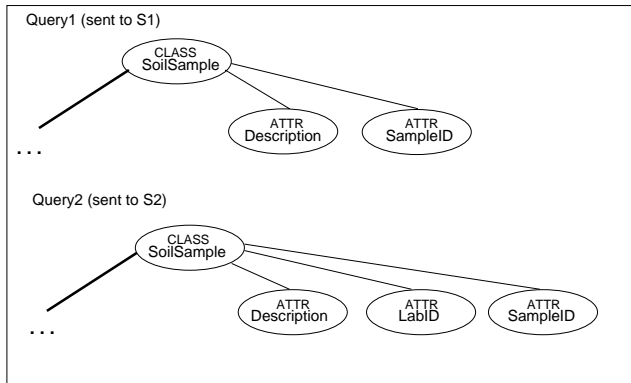 Query1 (sent to S1)
CLASS
SoilSample
ATTR
Description
ATTR
SampleID
...
Query2 (sent to S2)
CLASS
SoilSample
ATTR
Description
ATTR
LabID
ATTR
SampleID
...